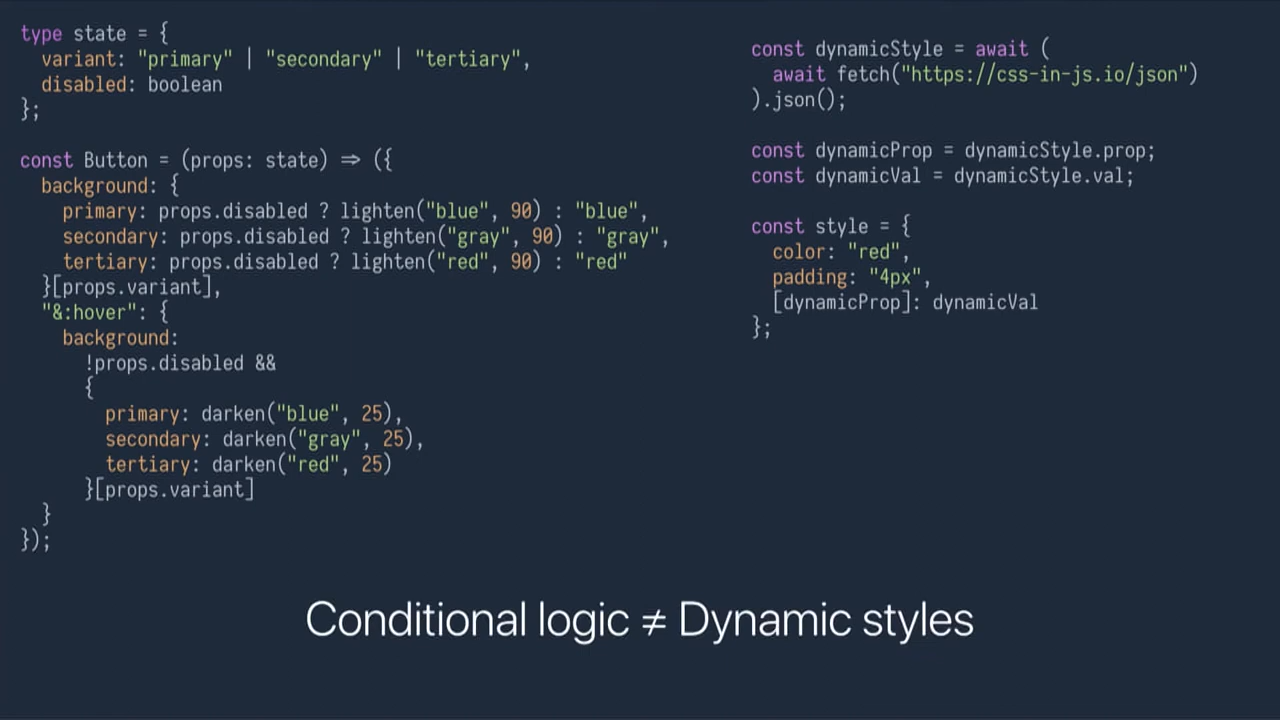 type state = {
  variant: "primary" | "secondary" | "tertiary",
  disabled: boolean
};
const Button = (props: state) ⇒ ({
  background: {
    primary: props.disabled ? lighten("blue", 90) : "blue",
    secondary: props.disabled ? lighten("gray", 90) : "gray",
    tertiary: props.disabled ? lighten("red", 90) : "red"
  }[props.variant],
  "&:hover": {
    background:
      !props.disabled &&
      {
        primary: darken("blue", 25),
        secondary: darken("gray", 25),
        tertiary: darken("red", 25)
      }[props.variant]
  }
});
const dynamicStyle = await (
  await fetch("https://css-in-js.io/json")
).json();
const dynamicProp = dynamicStyle.prop;
const dynamicVal = dynamicStyle.val;
const style = {
  color: "red",
  padding: "4px",
  [dynamicProp]: dynamicVal
};
Conditional logic ≠ Dynamic styles